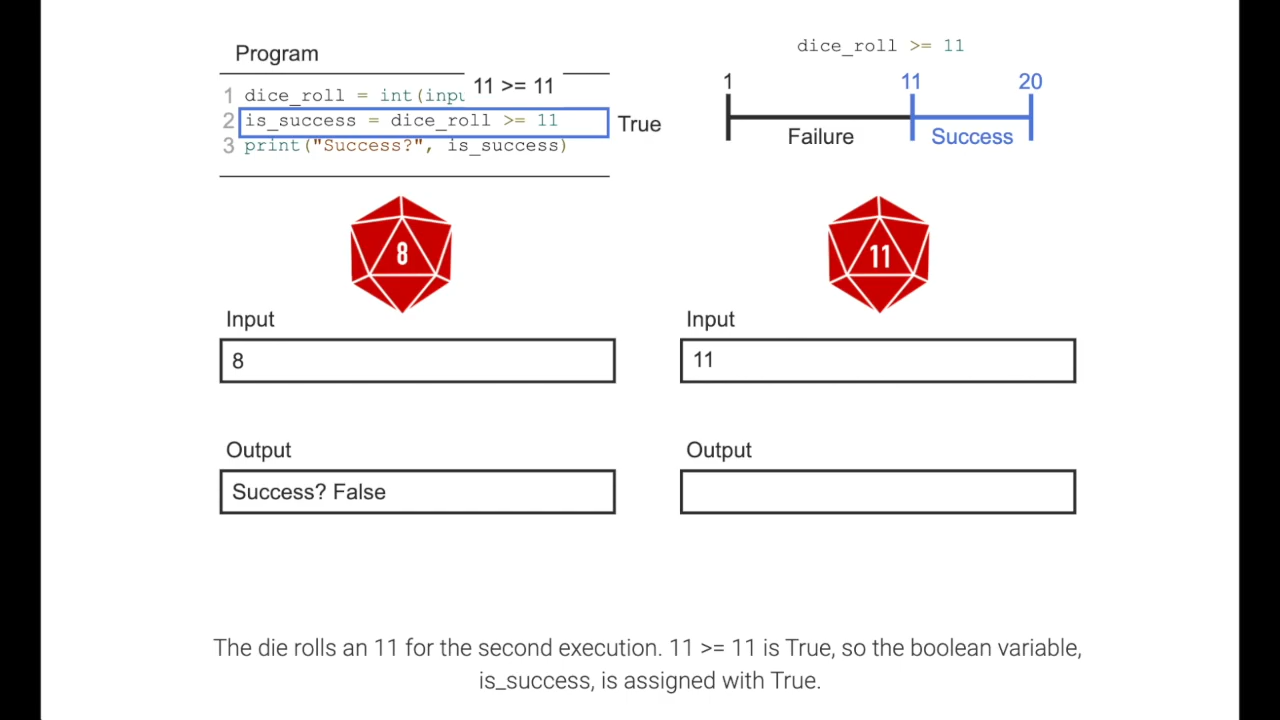 Program
dice_roll >= 11
11 >= 11
1 dice_roll = int(inpu
2 is_success = dice_roll >= 11
True
3 print("Success?", is_success)
1
11
20
Failure
Success
8
11
Input
8
Input
11
Output
Success? False
Output
The die rolls an 11 for the second execution. 11 >= 11 is True, so the boolean variable,
is_success, is assigned with True.